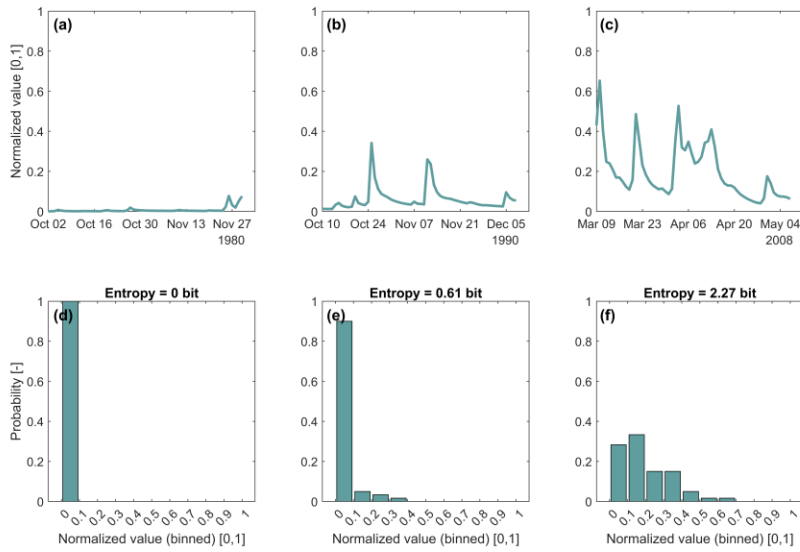 (a)
Normalized value [0,1]
1
0.8
0.6
0.4
0.2
0
Oct 02 Oct 16 Oct 30 Nov 13 Nov 27
1980
(b)
1
0.8
0.6
0.4
0.2
0
Oct 10 Oct 24 Nov 07 Nov 21 Dec 05
1990
(c)
1
0.8
0.6
0.4
0.2
0
Mar 09 Mar 23 Apr 06 Apr 20 May 04
2008
Entropy = 0 bit
(d)
Probability [-]
1
0.8
0.6
0.4
0.2
0
0 0.1 0.2 0.3 0.4 0.5 0.6 0.7 0.8 0.9 1
Normalized value (binned) [0,1]
Entropy = 0.61 bit
(e)
1
0.8
0.6
0.4
0.2
0
0 0.1 0.2 0.3 0.4 0.5 0.6 0.7 0.8 0.9 1
Normalized value (binned) [0,1]
Entropy = 2.27 bit
(f)
1
0.8
0.6
0.4
0.2
0
0 0.1 0.2 0.3 0.4 0.5 0.6 0.7 0.8 0.9 1
Normalized value (binned) [0,1]